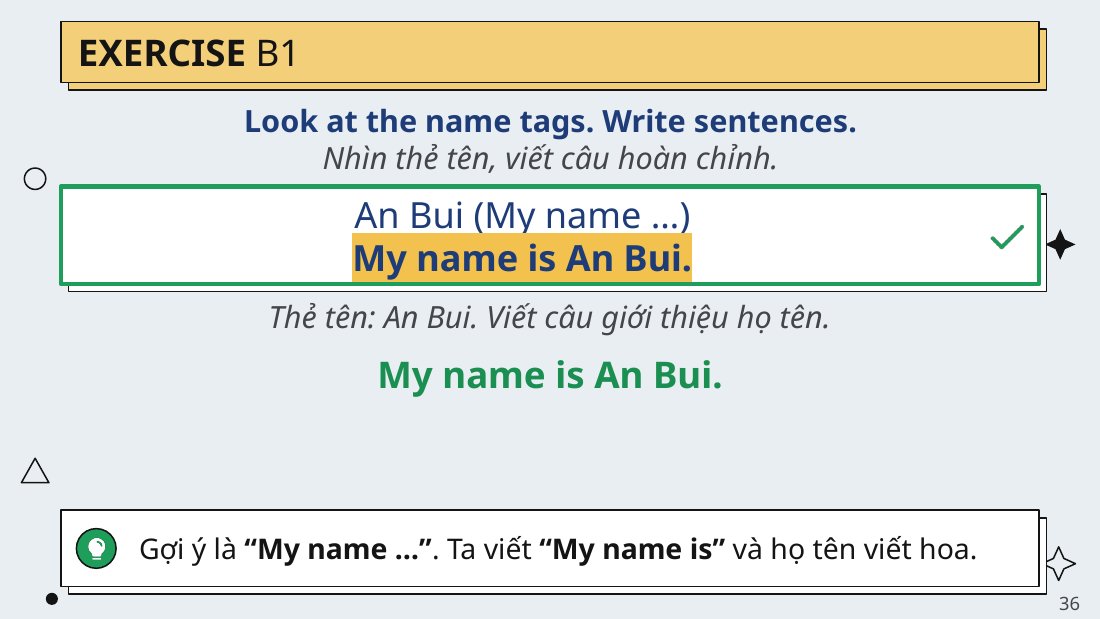 EXERCISE B1
Look at the name tags. Write sentences.
Nhìn thẻ tên, viết câu hoàn chỉnh.
An Bui (My name ...)
My name is An Bui.
Thẻ tên: An Bui. Viết câu giới thiệu họ tên.
My name is An Bui.
Gợi ý là “My name ...”. Ta viết “My name is” và họ tên viết hoa.
36